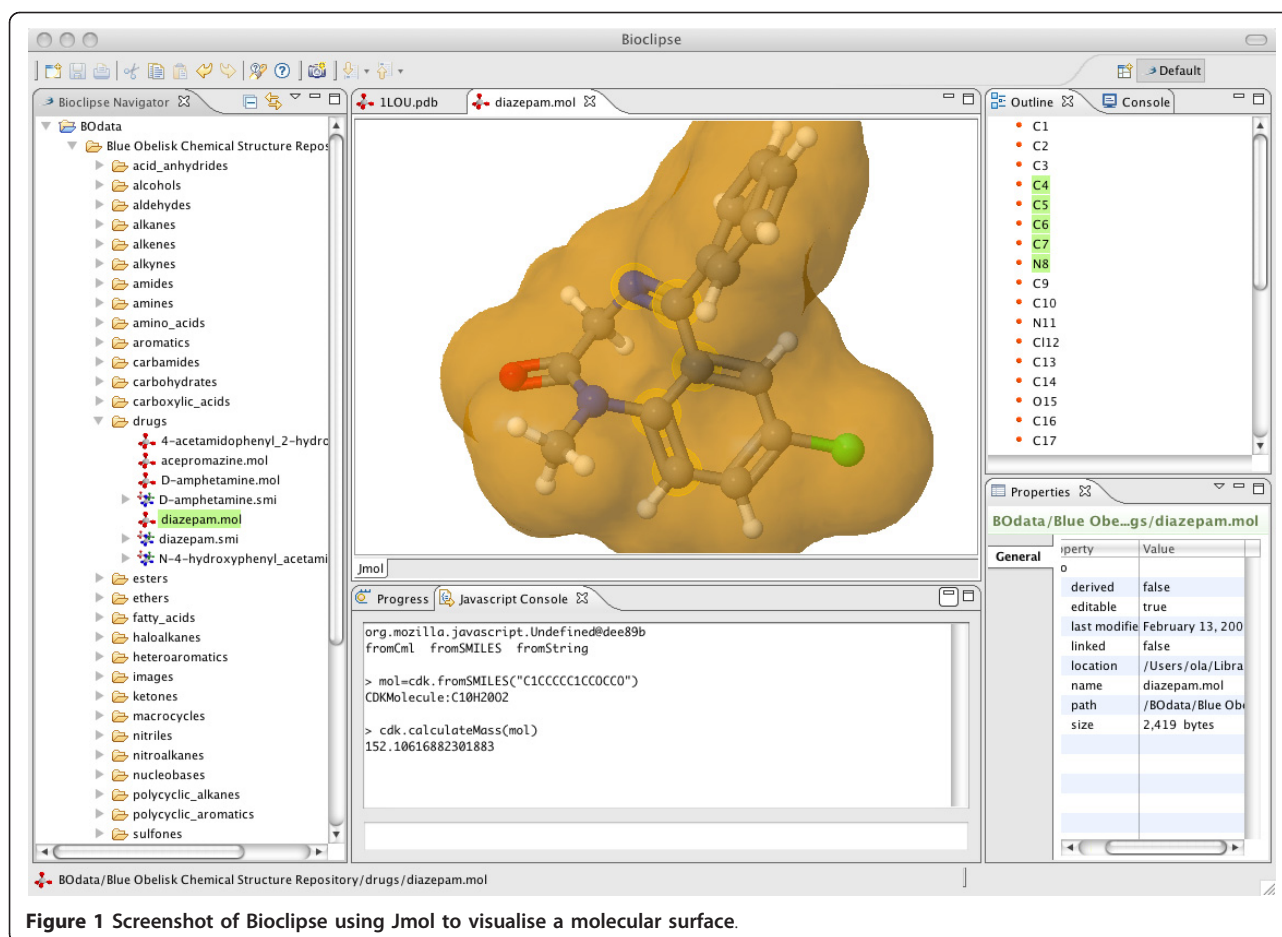 Bioclipse
Default
Bioclipse Navigator
BOdata
Blue Obelisk Chemical Structure Repos
acid_anhydrides
alcohols
aldehydes
alkanes
alkenes
alkynes
amides
amines
amino_acids
aromatics
carbamides
carbohydrates
carboxylic_acids
drugs
4-acetamidophenyl_2-hydro
acepromazine.mol
D-amphetamine.mol
D-amphetamine.smi
diazepam.mol
diazepam.smi
N-4-hydroxyphenyl_acetami
esters
ethers
fatty_acids
haloalkanes
heteroaromatics
images
ketones
macrocycles
nitriles
nitroalkanes
nucleobases
polycyclic_alkanes
polycyclic_aromatics
sulfones
1LOU.pdb
diazepam.mol
Jmol
Progress
Javascript Console
org.mozilla.javascript.Undefined@dee89b
fromCml fromSMILES fromString
> mol=cdk.fromSMILES("C1CCCCC1CCOCCO")
CDKMolecule:C10H20O2
> cdk.calculateMass(mol)
152.10616882301883
Outline
Console
C1
C2
C3
C4
C5
C6
C7
N8
C9
C10
N11
Cl12
C13
C14
O15
C16
C17
Properties
BOdata/Blue Obe...gs/diazepam.mol
General
perty Value
o
derived false
editable true
last modifie February 13, 200
linked false
location /Users/ola/Libra
name diazepam.mol
path /BOdata/Blue Obe
size 2,419 bytes
BOdata/Blue Obelisk Chemical Structure Repository/drugs/diazepam.mol
Figure 1 Screenshot of Bioclipse using Jmol to visualise a molecular surface.